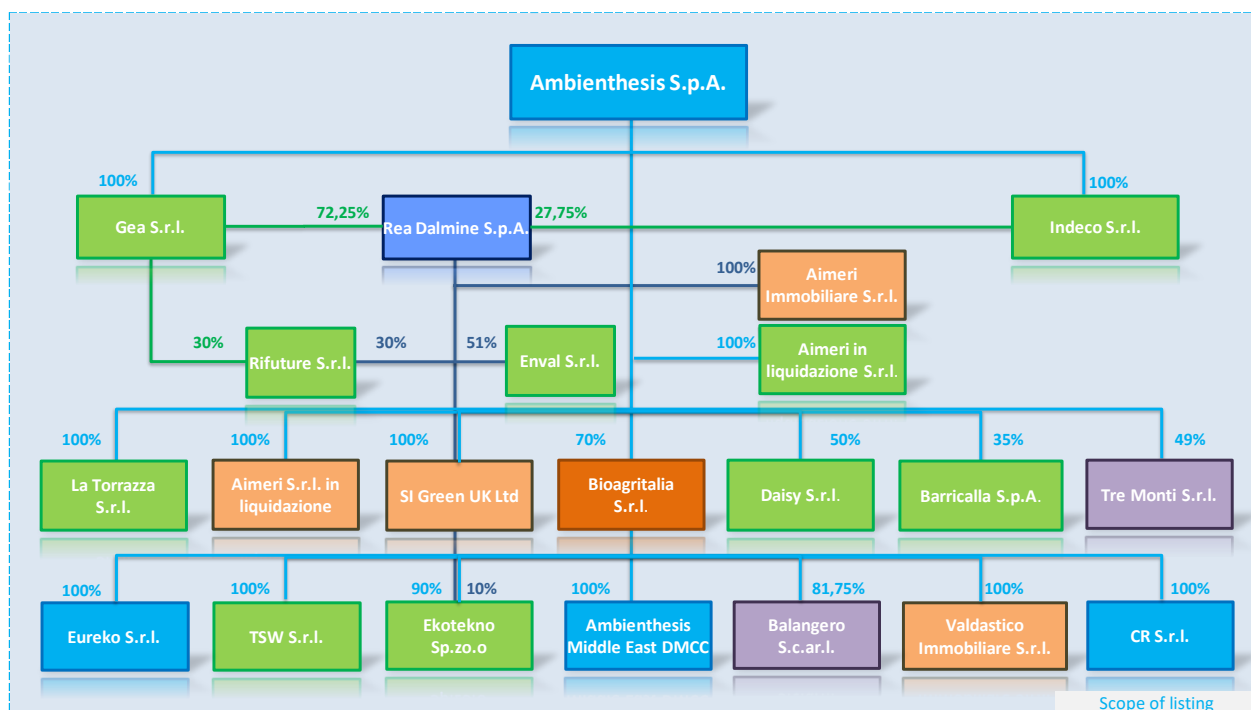 Ambienthesis S.p.A.
100%
100%
Gea S.r.l.
72,25%
Rea Dalmine S.p.A.
27,75%
Indeco S.r.l.
100%
Aimeri
Immobiliare S.r.l.
30%
Rifuture S.r.l.
30%
51%
Enval S.r.l.
100%
Aimeri in
liquidazione S.r.l.
100%
100%
100%
70%
50%
35%
49%
La Torrazza
S.r.l.
Aimeri S.r.l. in
liquidazione
SI Green UK Ltd
Bioagritalia
S.r.l.
Daisy S.r.l.
Barricalla S.p.A.
Tre Monti S.r.l.
100%
100%
90%
10%
100%
81,75%
100%
100%
Eureko S.r.l.
TSW S.r.l.
Ekotekno
Sp.zo.o
Ambienthesis
Middle East DMCC
Balangero
S.c.ar.l.
Valdastico
Immobiliare S.r.l.
CR S.r.l.
Scope of listing